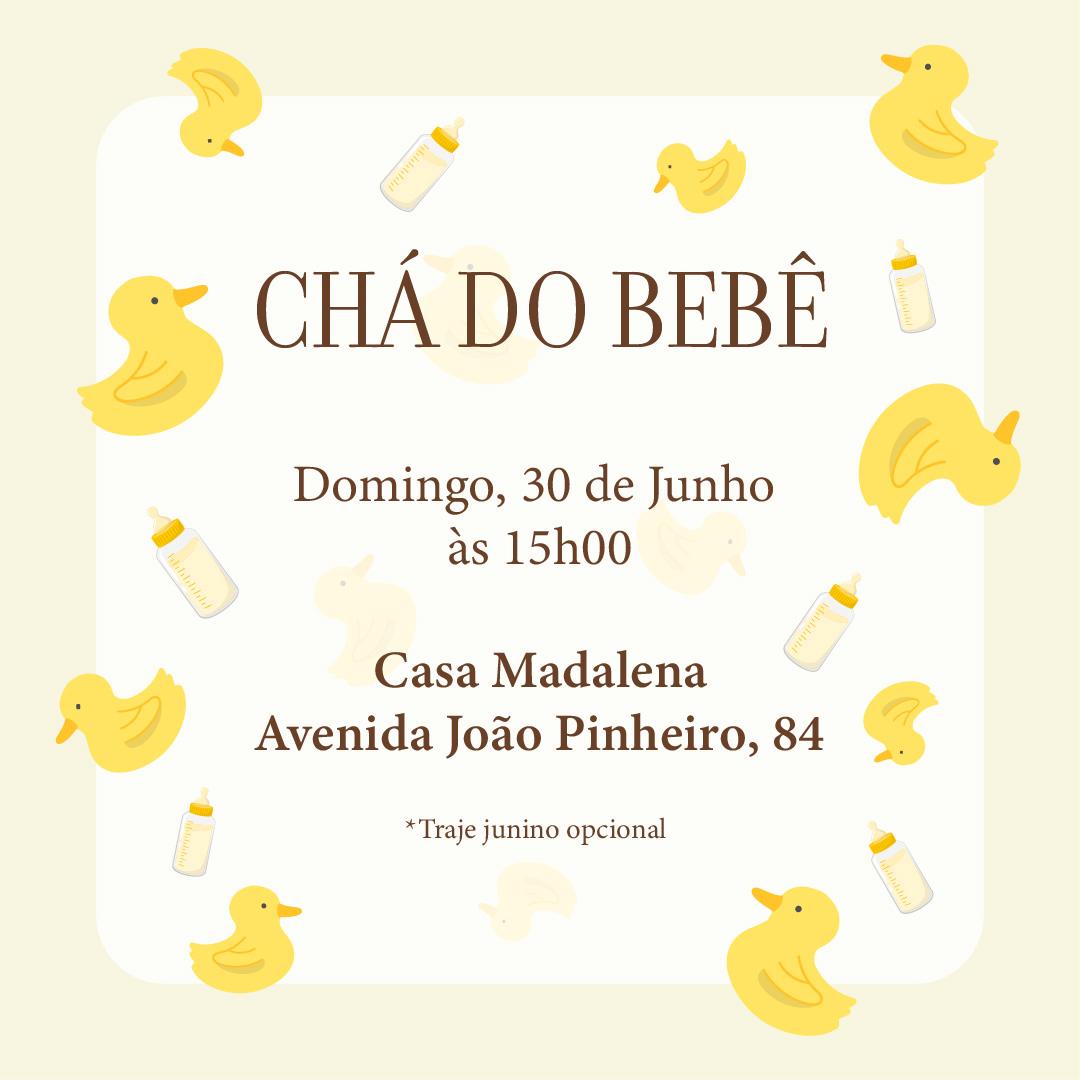 CHÁ DO BEBÊ
Domingo, 30 de Junho
às 15h00
Casa Madalena
Avenida João Pinheiro, 84
*Traje junino opcional